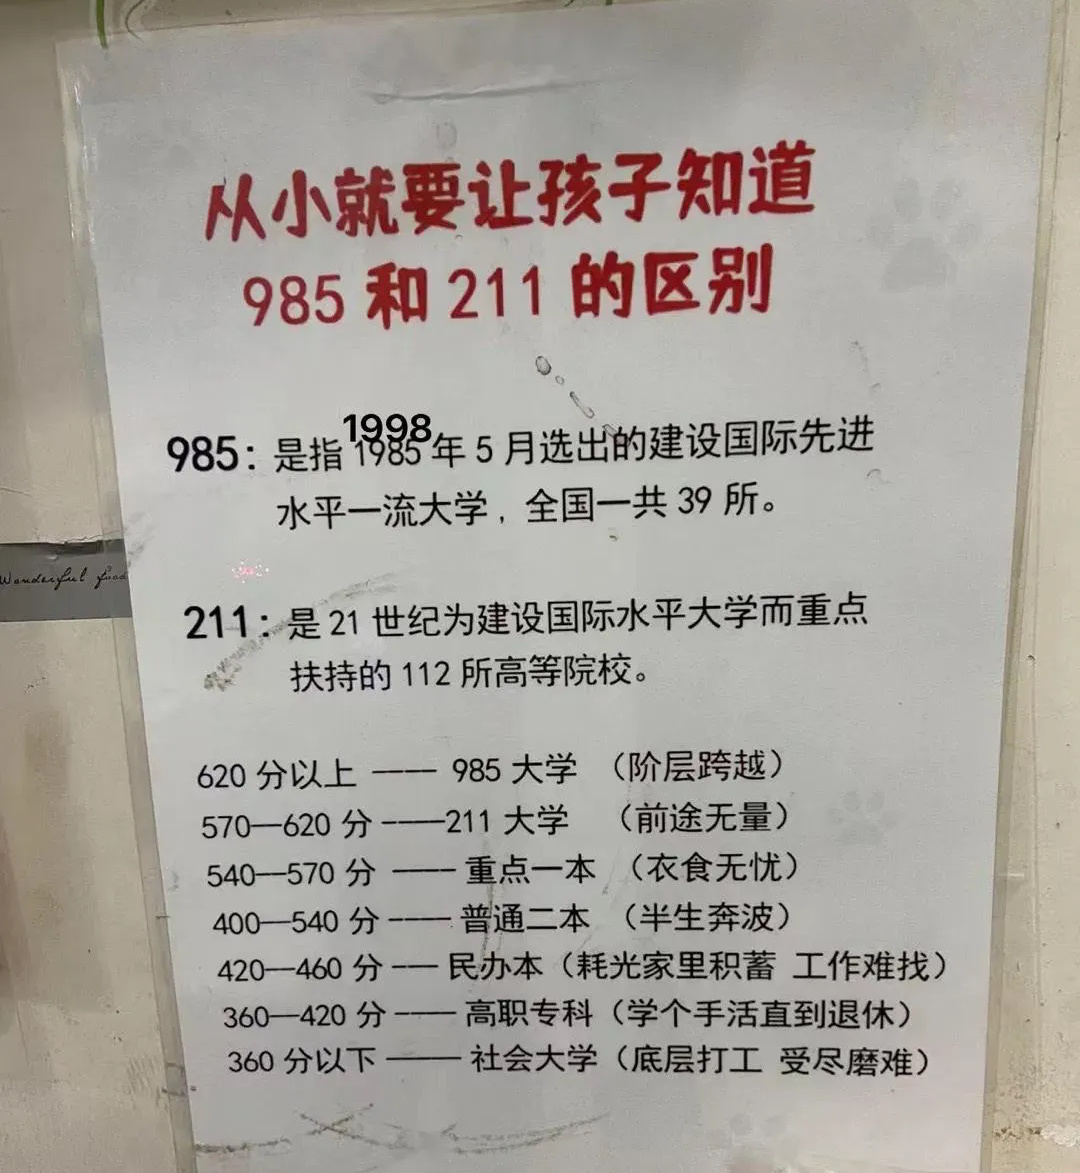 从小就要让孩子知道
985 和 211 的区别
1998
985：是指 1985 年 5 月选出的建设国际先进
水平一流大学，全国一共 39 所。
Wonderful food
211：是 21 世纪为建设国际水平大学而重点
扶持的 112 所高等院校。
620 分以上 —— 985 大学 （阶层跨越）
570—620 分 ——211 大学 （前途无量）
540—570 分 —— 重点一本 （衣食无忧）
400—540 分 —— 普通二本 （半生奔波）
420—460 分 —— 民办本（耗光家里积蓄 工作难找）
360—420 分 —— 高职专科（学个手活直到退休）
360 分以下 —— 社会大学（底层打工 受尽磨难）